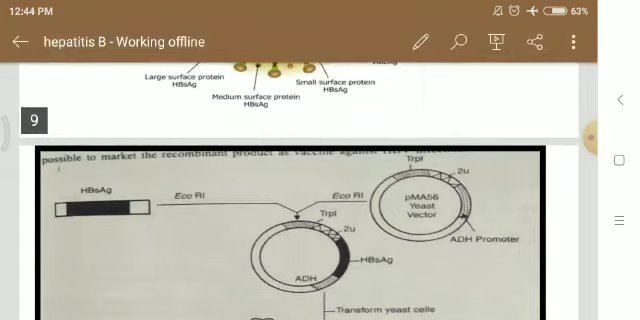 12:44 PM
63%
hepatitis B - Working offline
Large surface protein
HBsAg
Small surface protein
HBsAg
Medium surface protein
HBsAg
9
possible to market the recombinant product as vaccine against
HBsAg
Eco RI
Eco RI
TrpI
2u
pMA56
Yeast
Vector
ADH Promoter
TrpI
2u
HBsAg
ADH
Transform yeast cells